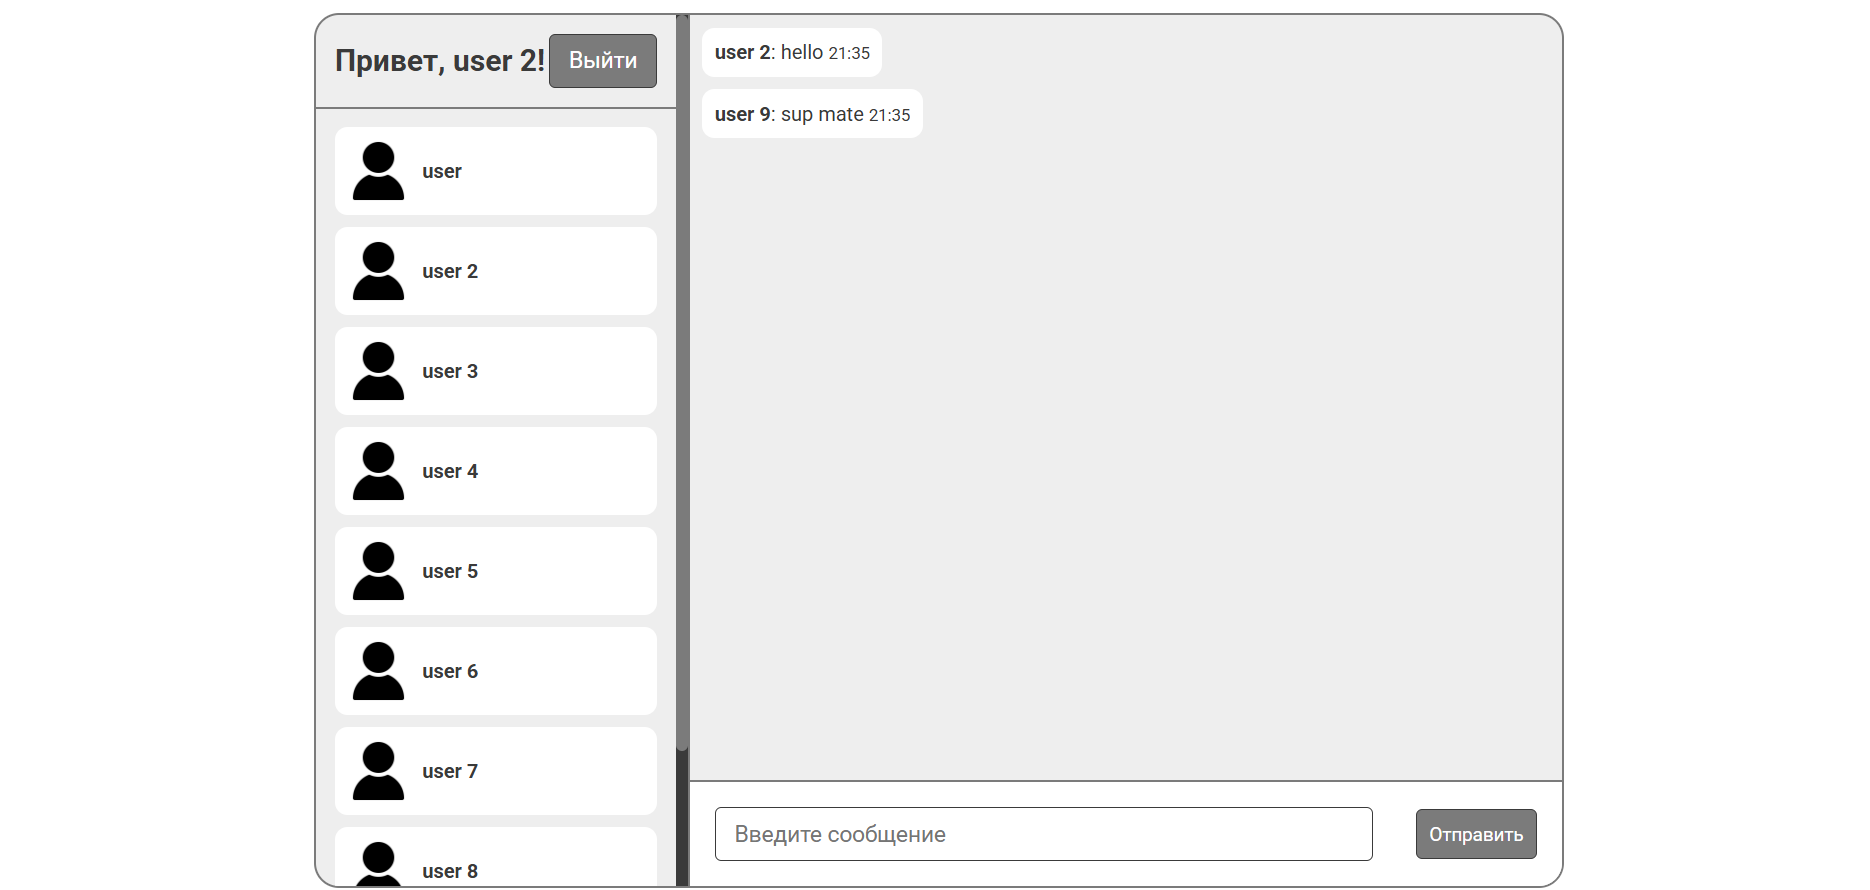 Привет, user 2!
Выйти
user
user 2
user 3
user 4
user 5
user 6
user 7
user 8
user 2: hello 21:35
user 9: sup mate 21:35
Введите сообщение
Отправить